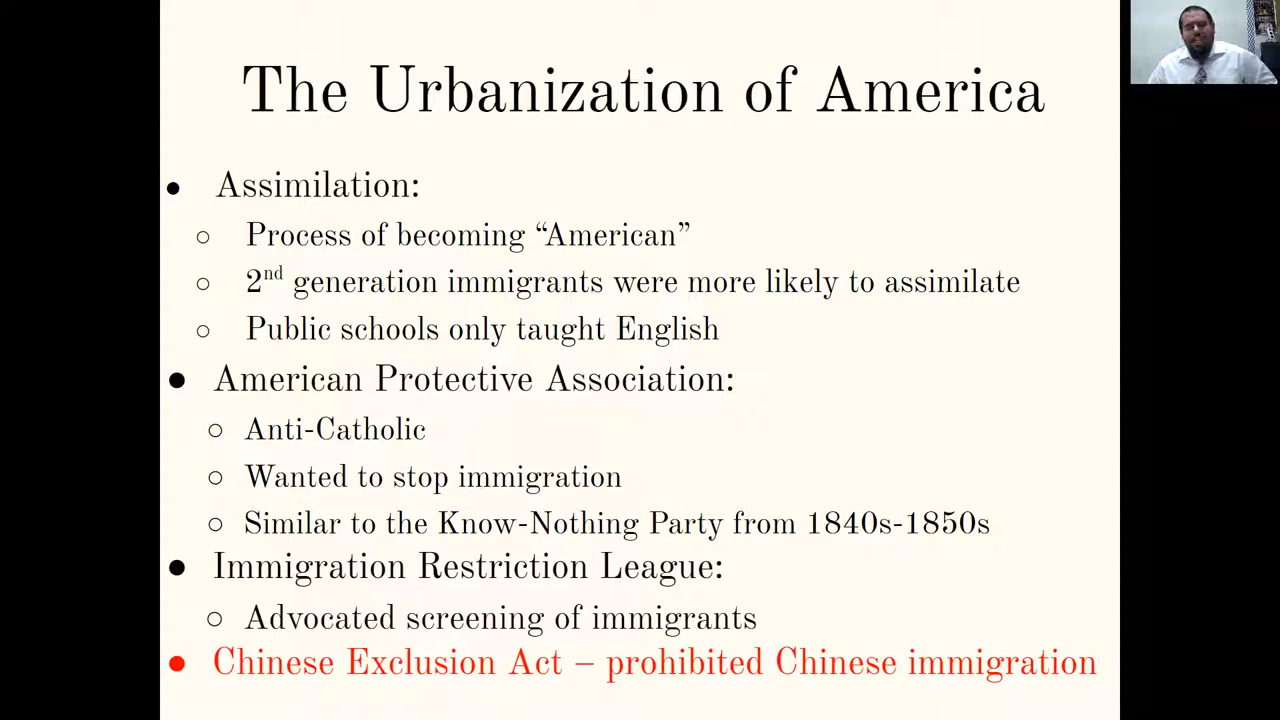 The Urbanization of America
● Assimilation:
○ Process of becoming “American”
○ 2nd generation immigrants were more likely to assimilate
○ Public schools only taught English
● American Protective Association:
○ Anti-Catholic
○ Wanted to stop immigration
○ Similar to the Know-Nothing Party from 1840s-1850s
● Immigration Restriction League:
○ Advocated screening of immigrants
● Chinese Exclusion Act – prohibited Chinese immigration